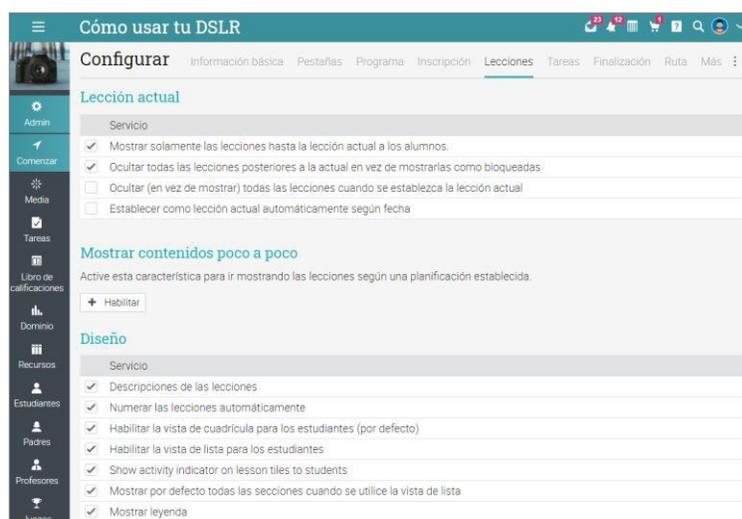 Cómo usar tu DSLR
23
12
1
Configurar Información básica Pestañas Programa Inscripción Lecciones Tareas Finalización Ruta Más
Admin
Comenzar
Media
Tareas
Libro de
calificaciones
Dominio
Recursos
Estudiantes
Padres
Profesores
Juegos
Lección actual
Servicio
Mostrar solamente las lecciones hasta la lección actual a los alumnos.
Ocultar todas las lecciones posteriores a la actual en vez de mostrarlas como bloqueadas
Ocultar (en vez de mostrar) todas las lecciones cuando se establezca la lección actual
Establecer como lección actual automáticamente según fecha
Mostrar contenidos poco a poco
Active esta característica para ir mostrando las lecciones según una planificación establecida.
+ Habilitar
Diseño
Servicio
Descripciones de las lecciones
Numerar las lecciones automáticamente
Habilitar la vista de cuadrícula para los estudiantes (por defecto)
Habilitar la vista de lista para los estudiantes
Show activity indicator on lesson tiles to students
Mostrar por defecto todas las secciones cuando se utilice la vista de lista
Mostrar leyenda